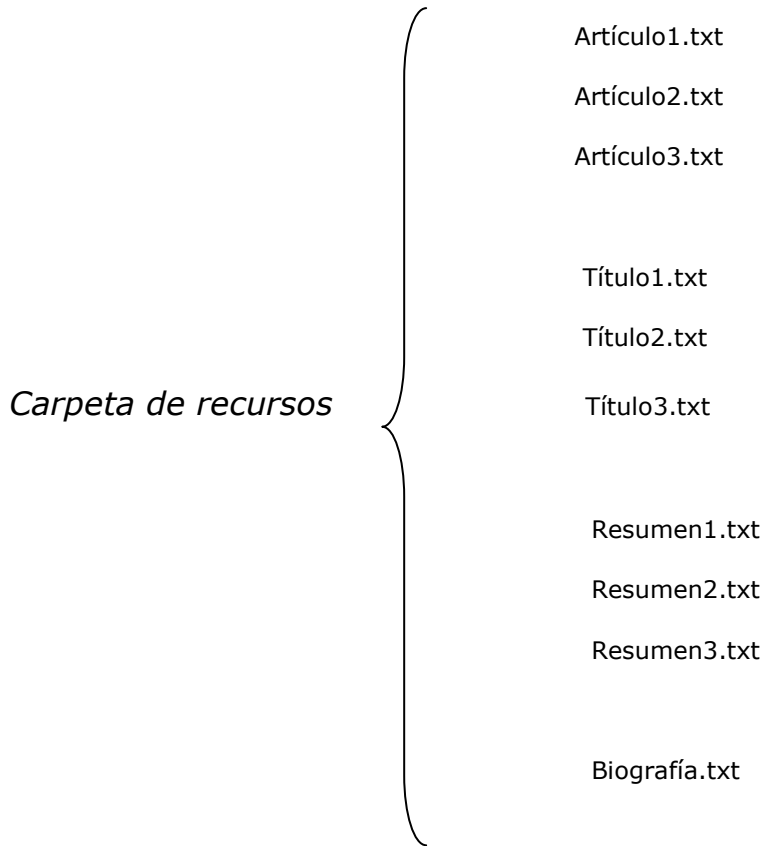 Artículo1.txt
Artículo2.txt
Artículo3.txt
Título1.txt
Título2.txt
Carpeta de recursos
Título3.txt
Resumen1.txt
Resumen2.txt
Resumen3.txt
Biografía.txt